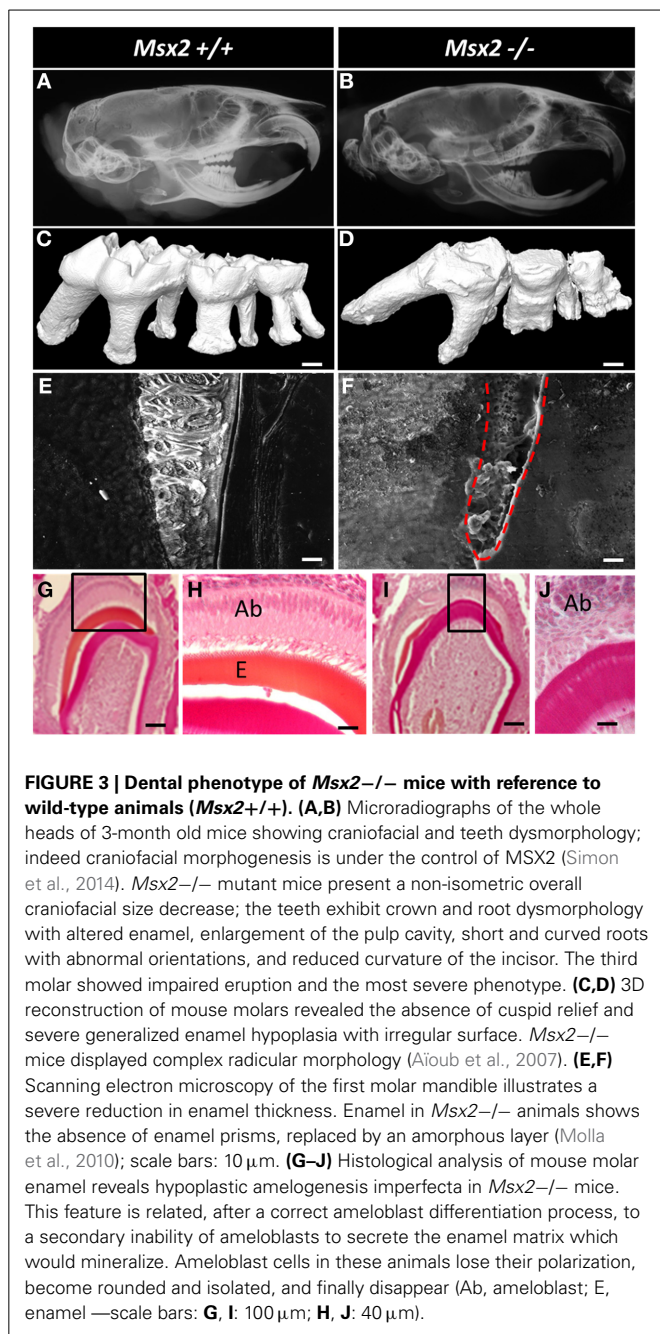 Msx2 +/+ Msx2 -/-
A B
C D
E F
G H I J
Ab Ab
E
FIGURE 3 | Dental phenotype of Msx2−/− mice with reference to
wild-type animals (Msx2+/+). (A,B) Microradiographs of the whole
heads of 3-month old mice showing craniofacial and teeth dysmorphology;
indeed craniofacial morphogenesis is under the control of MSX2 (Simon
et al., 2014). Msx2−/− mutant mice present a non-isometric overall
craniofacial size decrease; the teeth exhibit crown and root dysmorphology
with altered enamel, enlargement of the pulp cavity, short and curved roots
with abnormal orientations, and reduced curvature of the incisor. The third
molar showed impaired eruption and the most severe phenotype. (C,D) 3D
reconstruction of mouse molars revealed the absence of cuspid relief and
severe generalized enamel hypoplasia with irregular surface. Msx2−/−
mice displayed complex radicular morphology (Aïoub et al., 2007). (E,F)
Scanning electron microscopy of the first molar mandible illustrates a
severe reduction in enamel thickness. Enamel in Msx2−/− animals shows
the absence of enamel prisms, replaced by an amorphous layer (Molla
et al., 2010); scale bars: 10 μm. (G–J) Histological analysis of mouse molar
enamel reveals hypoplastic amelogenesis imperfecta in Msx2−/− mice.
This feature is related, after a correct ameloblast differentiation process, to
a secondary inability of ameloblasts to secrete the enamel matrix which
would mineralize. Ameloblast cells in these animals lose their polarization,
become rounded and isolated, and finally disappear (Ab, ameloblast; E,
enamel —scale bars: G, I: 100 μm; H, J: 40 μm).